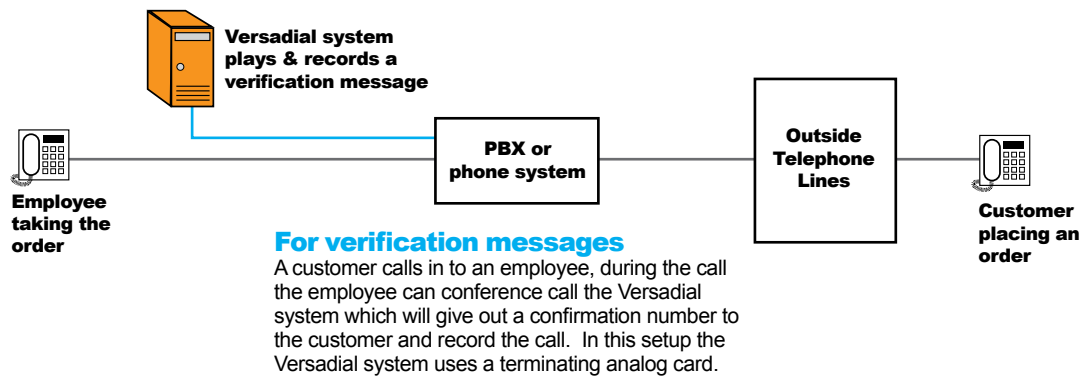 Versadial system
plays & records a
verification message
Employee
taking the
order
PBX or
phone system
Outside
Telephone
Lines
Customer
placing an
order
For verification messages
A customer calls in to an employee, during the call
the employee can conference call the Versadial
system which will give out a confirmation number to
the customer and record the call.  In this setup the
Versadial system uses a terminating analog card.